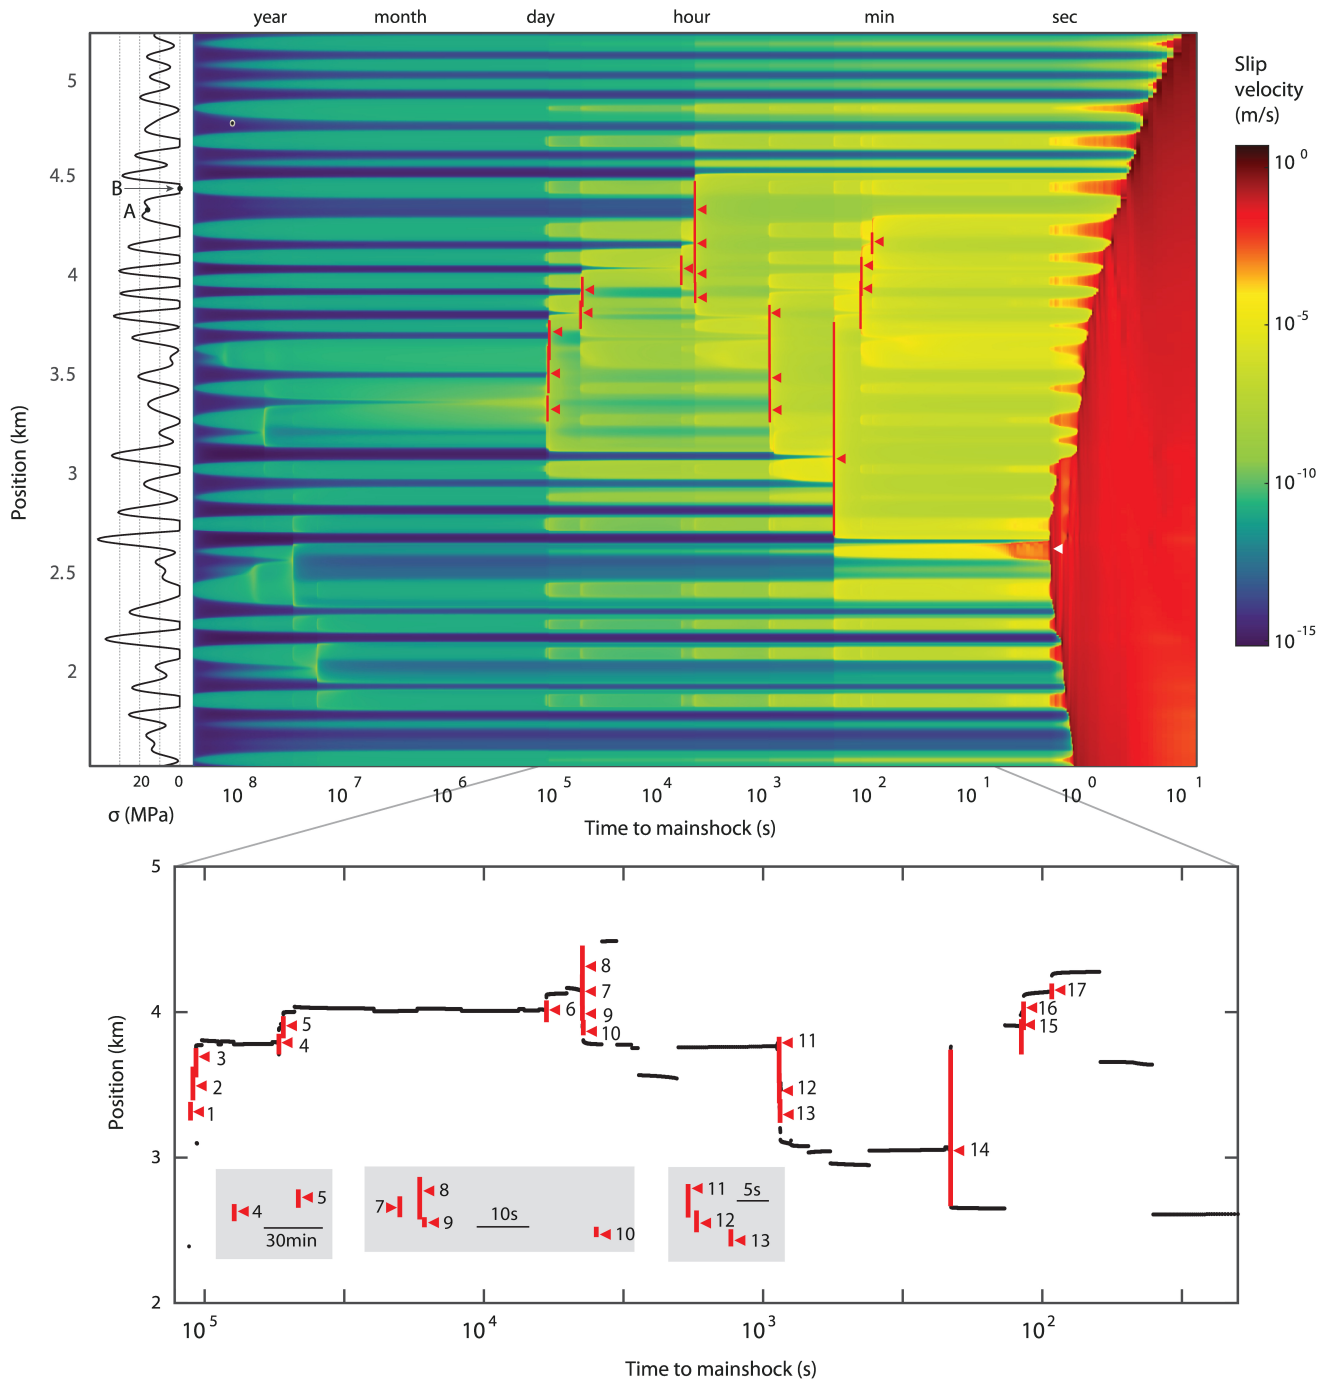 year month day hour min sec
Slip
velocity
(m/s)
10 0
10 -5
10 -10
10 -15
5
4.5
4
3.5
3
2.5
2
Position (km)
B
A
20 0
σ (MPa)
10 8 10 7 10 6 10 5 10 4 10 3 10 2 10 1 10 0 10 1
Time to mainshock (s)
5
4
3
2
Position (km)
1
2
3
4
5
6
7
8
9
10
11
12
13
14
15
16
17
4
5
30min
7
8
9
10s
10
11
5s
12
13
10 5 10 4 10 3 10 2
Time to mainshock (s)